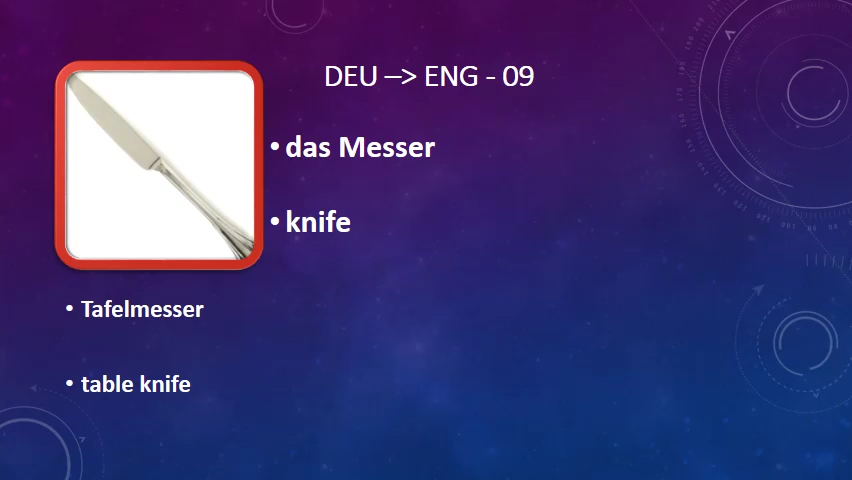 DEU —> ENG - 09
• das Messer
• knife
• Tafelmesser
• table knife